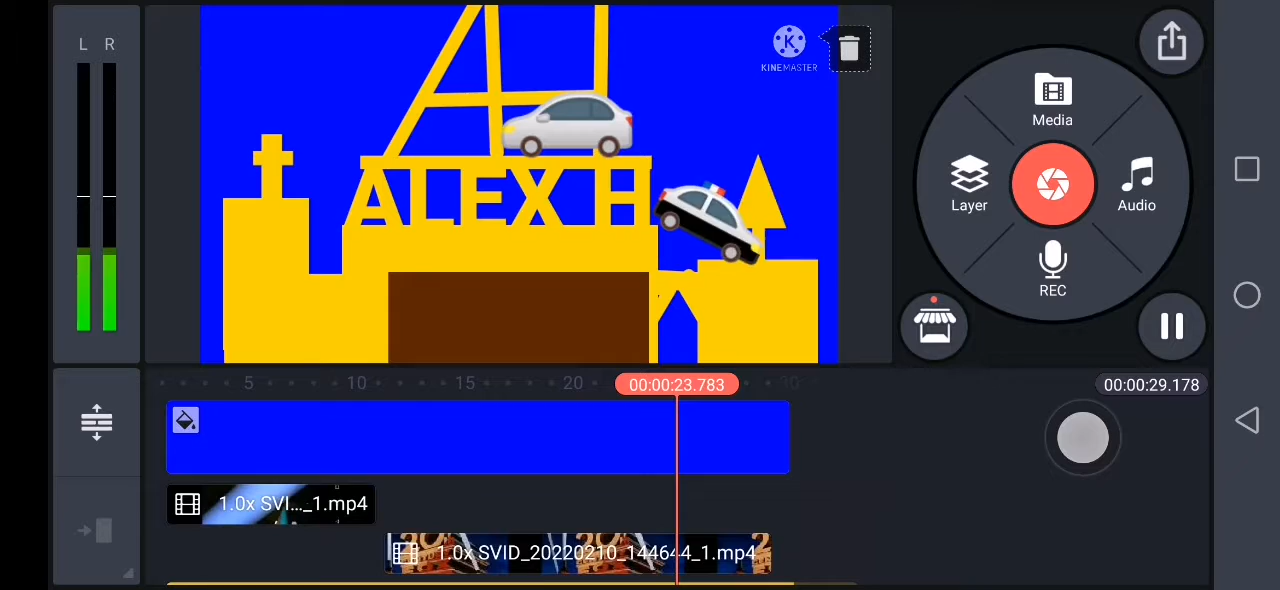 L R
K
KINEMASTER
ALEX H
Media
Layer
Audio
REC
5 10 15 20 30
00:00:23.783
00:00:29.178
1.0x SVI..._1.mp4
1.0x SVID_20220210_144644_1.mp4